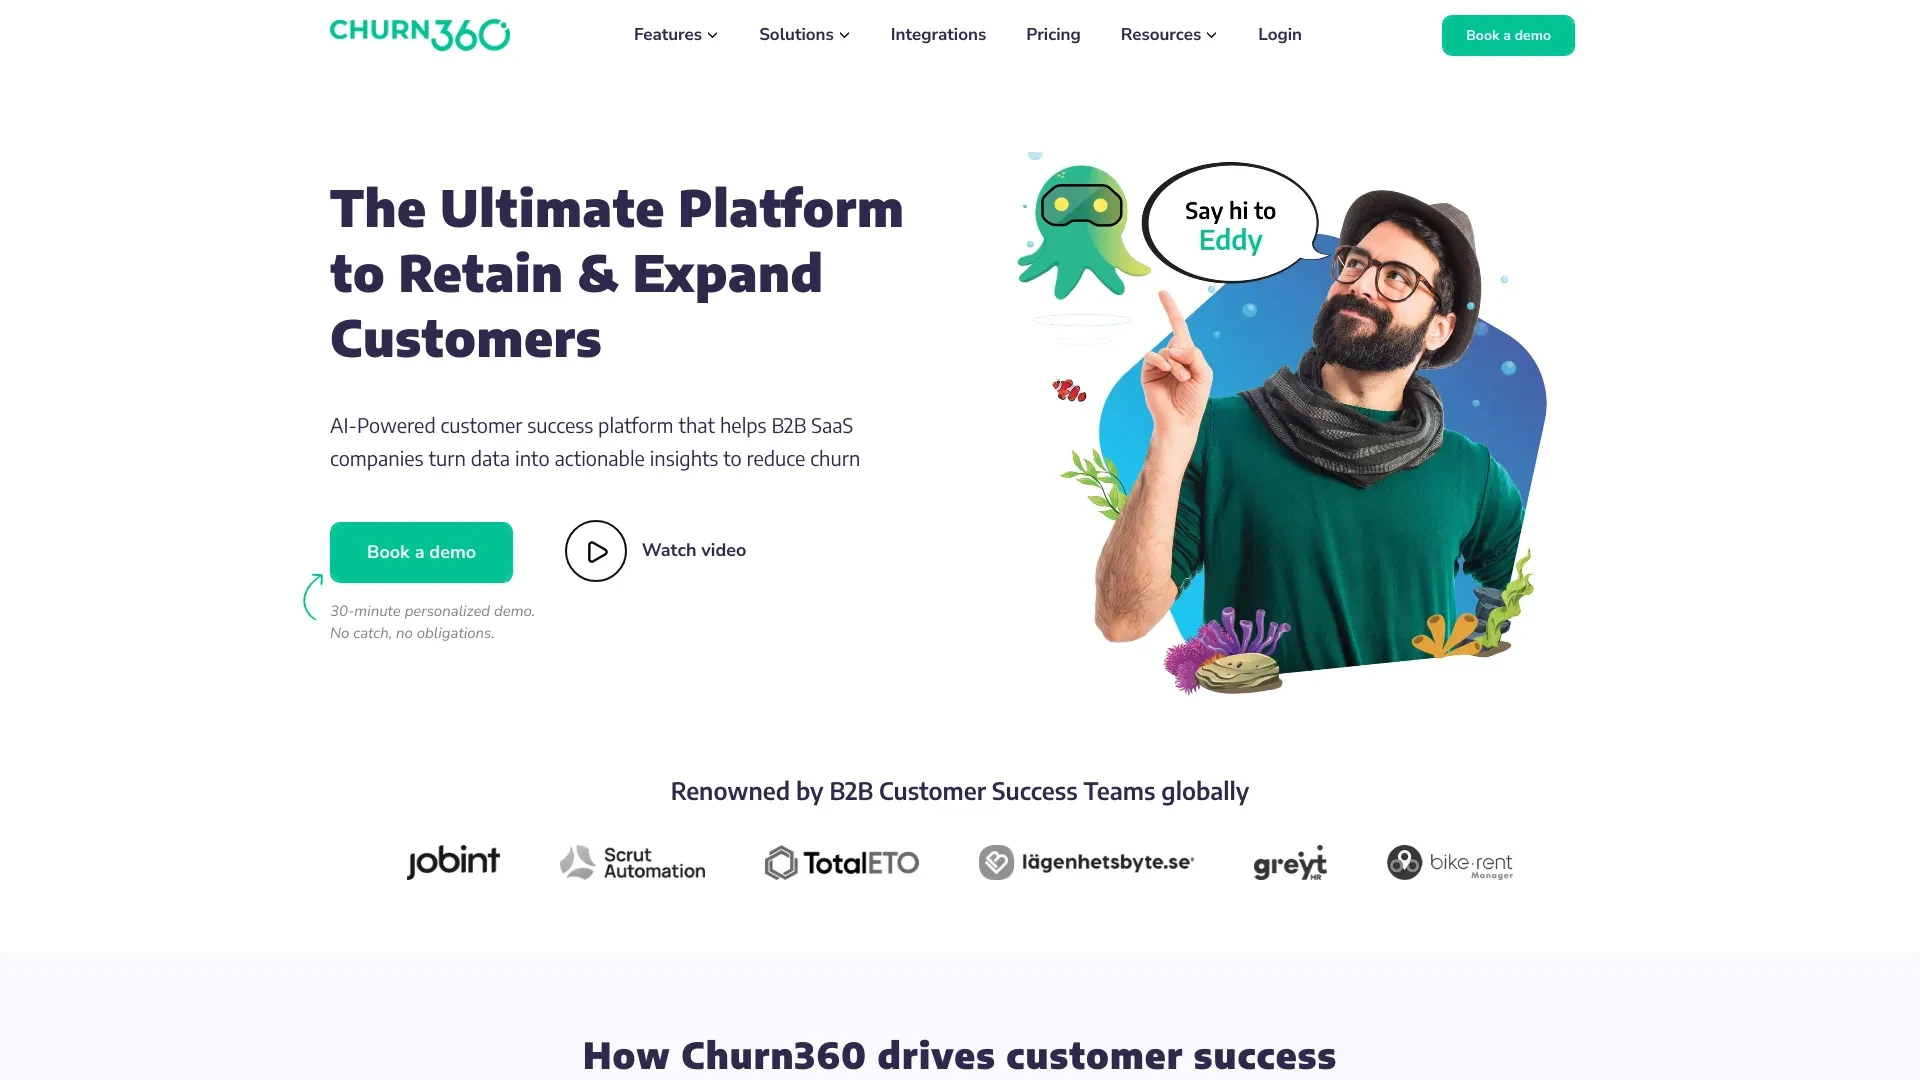 CHURN360
Features
Solutions
Integrations
Pricing
Resources
Login
Book a demo
The Ultimate Platform
to Retain & Expand
Customers
AI-Powered customer success platform that helps B2B SaaS
companies turn data into actionable insights to reduce churn
Book a demo
Watch video
30-minute personalized demo.
No catch, no obligations.
Say hi to
Eddy
Renowned by B2B Customer Success Teams globally
jobint
Scrut
Automation
TotalETO
lägenhetsbyte.se
greytHR
bike·rent
Manager
How Churn360 drives customer success